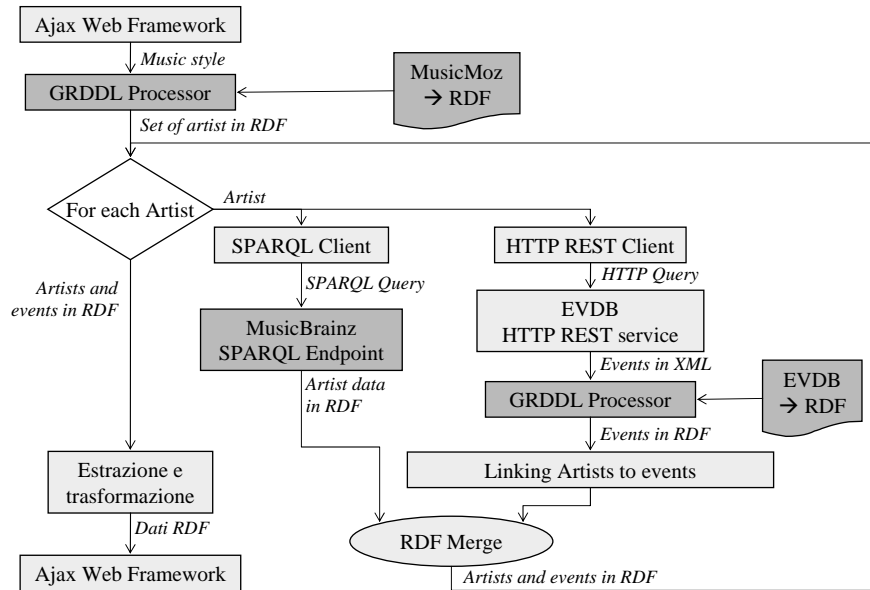 Ajax Web Framework
Music style
GRDDL Processor
MusicMoz
→ RDF
Set of artist in RDF
For each Artist
Artist
SPARQL Client
HTTP REST Client
SPARQL Query
HTTP Query
Artists and
events in RDF
MusicBrainz
SPARQL Endpoint
EVDB
HTTP REST service
Artist data
in RDF
Events in XML
GRDDL Processor
EVDB
→ RDF
Events in RDF
Estrazione e
trasformazione
Linking Artists to events
Dati RDF
RDF Merge
Ajax Web Framework
Artists and events in RDF